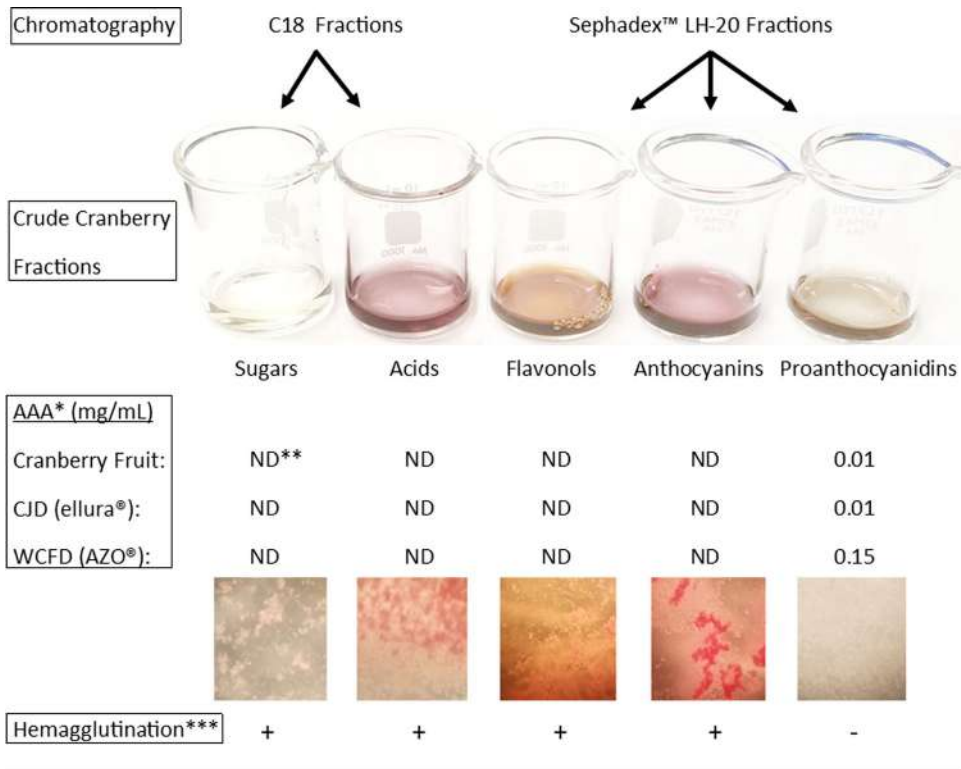 Chromatography
C18 Fractions
Sephadex™ LH-20 Fractions
Crude Cranberry
Fractions
Sugars Acids Flavonols Anthocyanins Proanthocyanidins
AAA* (mg/mL)
Cranberry Fruit: ND** ND ND ND 0.01
CJD (ellura®): ND ND ND ND 0.01
WCFD (AZO®): ND ND ND ND 0.15
Hemagglutination*** + + + + -